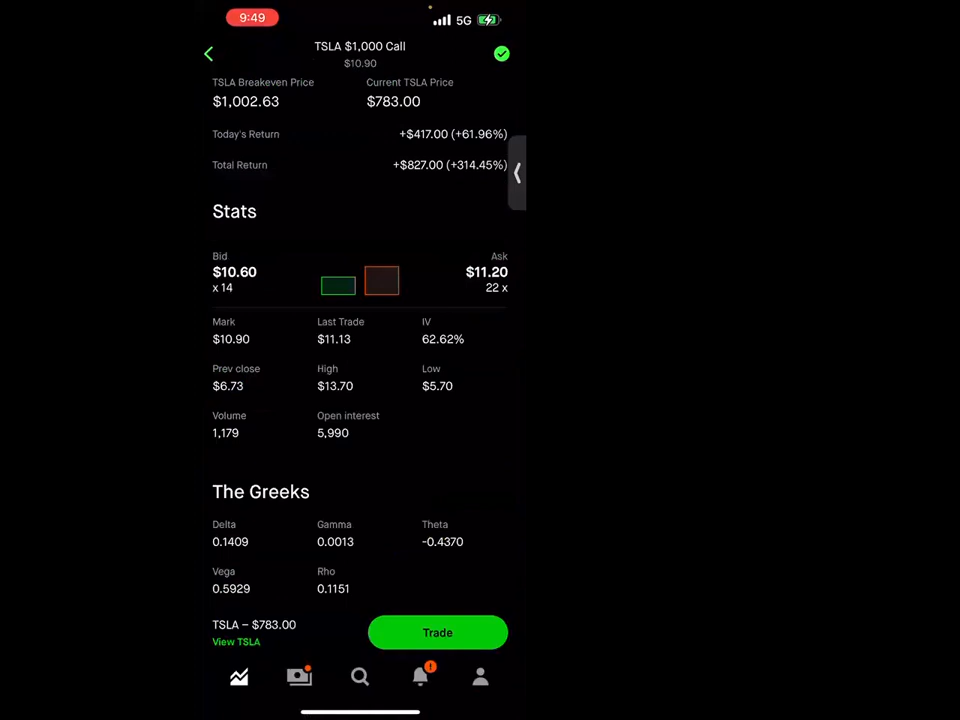 9:49
5G
TSLA $1,000 Call
$10.90
TSLA Breakeven Price Current TSLA Price
$1,002.63 $783.00
Today's Return +$417.00 (+61.96%)
Total Return +$827.00 (+314.45%)
Stats
Bid Ask
$10.60 $11.20
x 14 22 x
Mark Last Trade IV
$10.90 $11.13 62.62%
Prev close High Low
$6.73 $13.70 $5.70
Volume Open interest
1,179 5,990
The Greeks
Delta Gamma Theta
0.1409 0.0013 -0.4370
Vega Rho
0.5929 0.1151
TSLA – $783.00
View TSLA
Trade
!